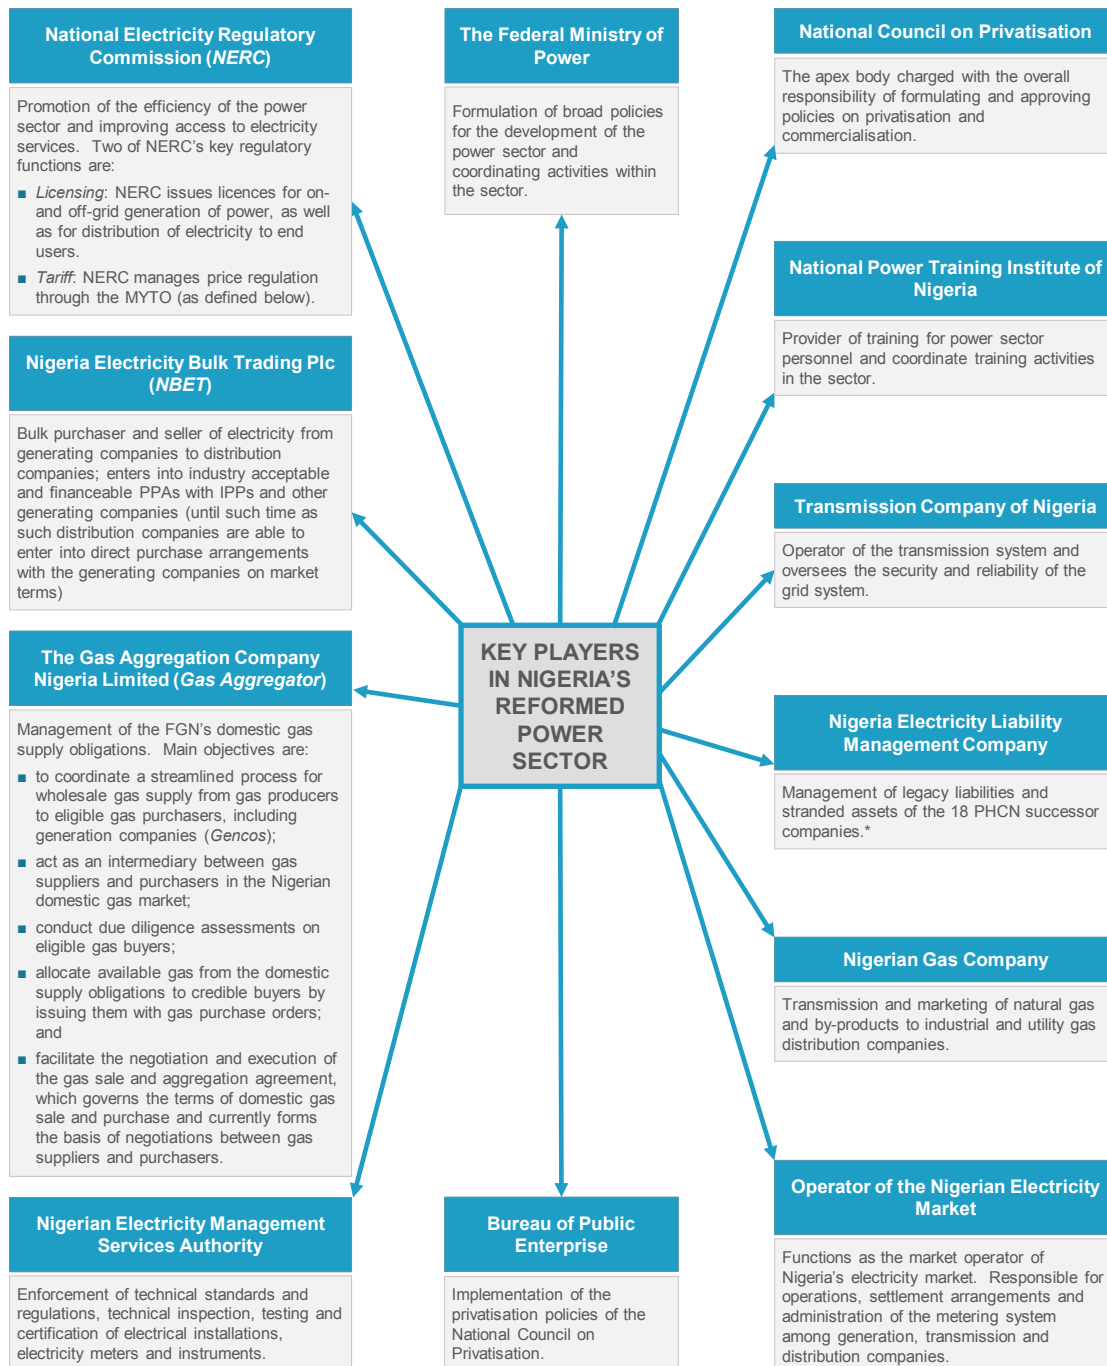 National Electricity Regulatory
Commission (NERC)
Promotion of the efficiency of the power
sector and improving access to electricity
services. Two of NERC's key regulatory
functions are:
■ Licensing: NERC issues licences for on-
and off-grid generation of power, as well
as for distribution of electricity to end
users.
■ Tariff: NERC manages price regulation
through the MYTO (as defined below).
Nigeria Electricity Bulk Trading Plc
(NBET)
Bulk purchaser and seller of electricity from
generating companies to distribution
companies; enters into industry acceptable
and financeable PPAs with IPPs and other
generating companies (until such time as
such distribution companies are able to
enter into direct purchase arrangements
with the generating companies on market
terms)
The Gas Aggregation Company
Nigeria Limited (Gas Aggregator)
Management of the FGN's domestic gas
supply obligations. Main objectives are:
■ to coordinate a streamlined process for
wholesale gas supply from gas producers
to eligible gas purchasers, including
generation companies (Gencos);
■ act as an intermediary between gas
suppliers and purchasers in the Nigerian
domestic gas market;
■ conduct due diligence assessments on
eligible gas buyers;
■ allocate available gas from the domestic
supply obligations to credible buyers by
issuing them with gas purchase orders;
and
■ facilitate the negotiation and execution of
the gas sale and aggregation agreement,
which governs the terms of domestic gas
sale and purchase and currently forms
the basis of negotiations between gas
suppliers and purchasers.
Nigerian Electricity Management
Services Authority
Enforcement of technical standards and
regulations, technical inspection, testing and
certification of electrical installations,
electricity meters and instruments.
The Federal Ministry of
Power
Formulation of broad policies
for the development of the
power sector and
coordinating activities within
the sector.
KEY PLAYERS
IN NIGERIA'S
REFORMED
POWER
SECTOR
Bureau of Public
Enterprise
Implementation of the
privatisation policies of the
National Council on
Privatisation.
National Council on Privatisation
The apex body charged with the overall
responsibility of formulating and approving
policies on privatisation and
commercialisation.
National Power Training Institute of
Nigeria
Provider of training for power sector
personnel and coordinate training activities
in the sector.
Transmission Company of Nigeria
Operator of the transmission system and
oversees the security and reliability of the
grid system.
Nigeria Electricity Liability
Management Company
Management of legacy liabilities and
stranded assets of the 18 PHCN successor
companies.*
Nigerian Gas Company
Transmission and marketing of natural gas
and by-products to industrial and utility gas
distribution companies.
Operator of the Nigerian Electricity
Market
Functions as the market operator of
Nigeria's electricity market. Responsible for
operations, settlement arrangements and
administration of the metering system
among generation, transmission and
distribution companies.